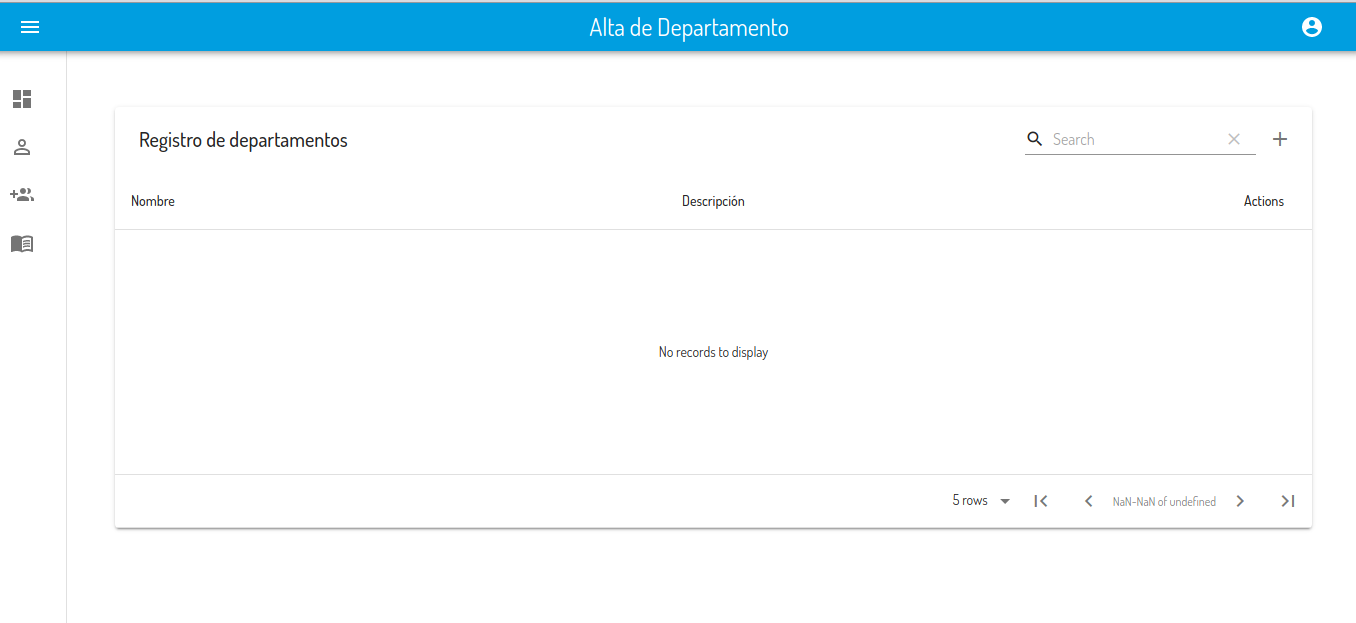 Alta de Departamento
Registro de departamentos
Search
Nombre Descripción Actions
No records to display
5 rows NaN-NaN of undefined